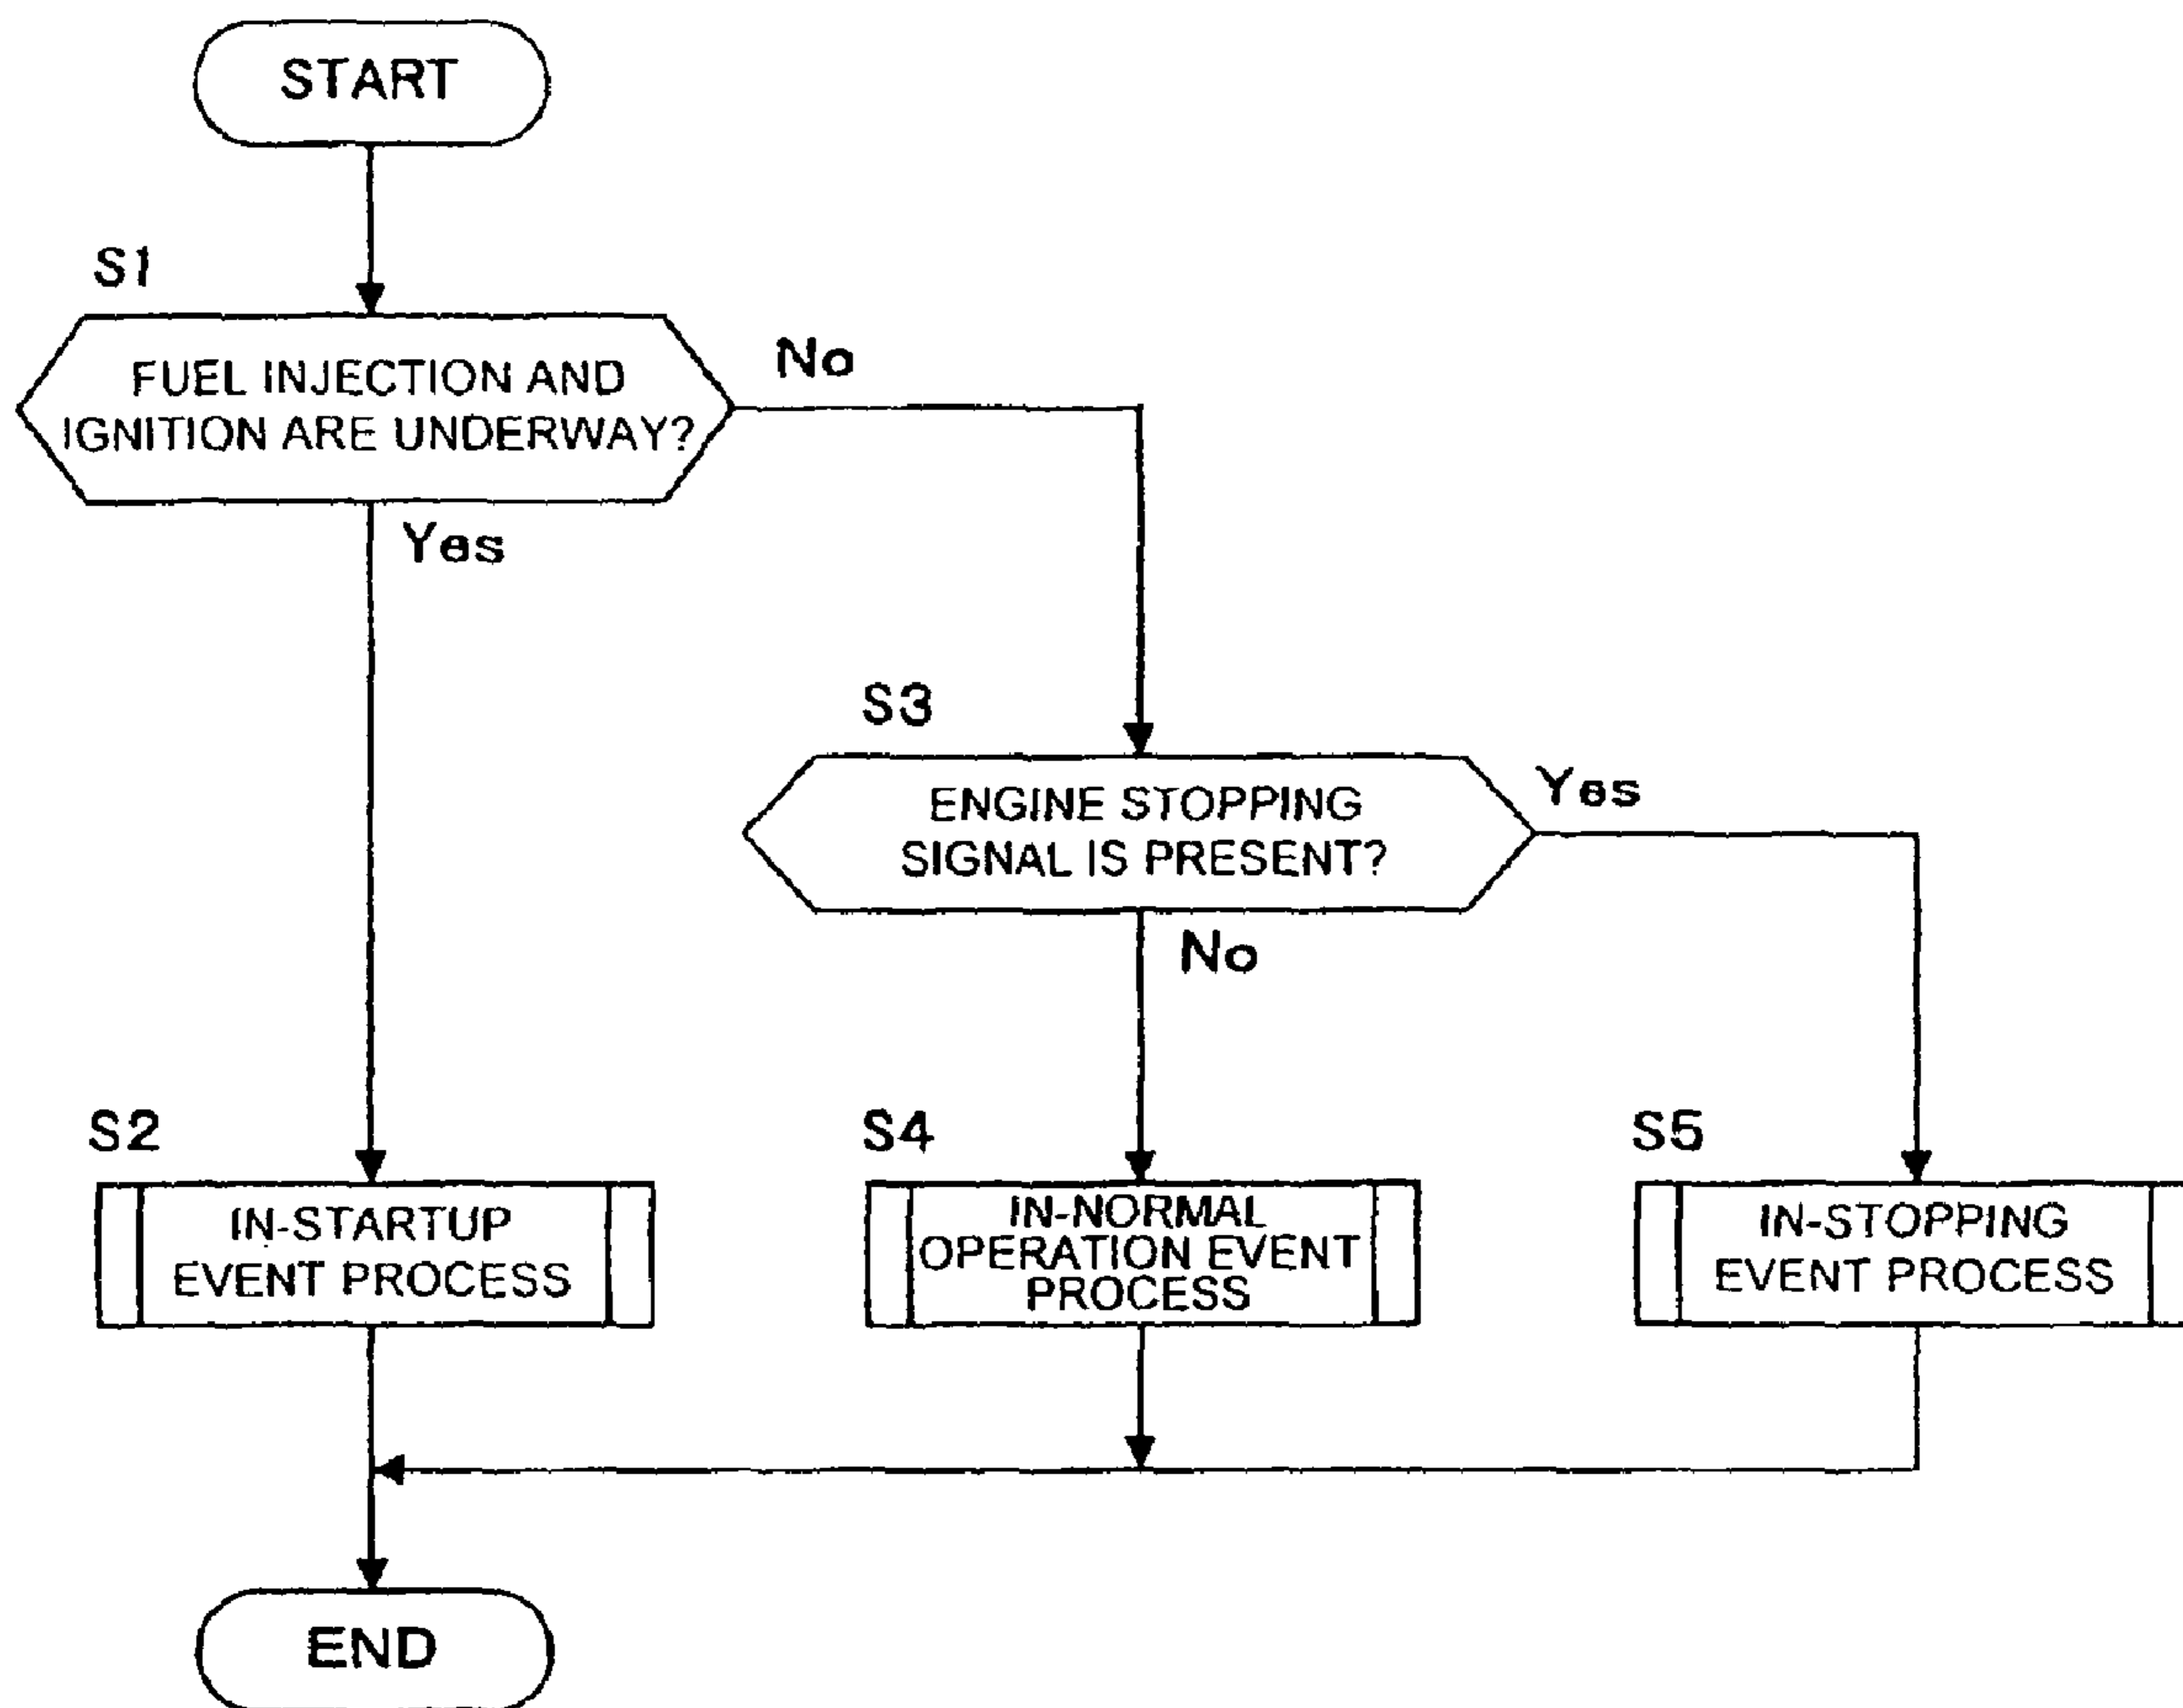 START
S1
FUEL INJECTION AND
IGNITION ARE UNDERWAY?
No
Yes
S3
ENGINE STOPPING
SIGNAL IS PRESENT?
Yes
No
S2
IN-STARTUP
EVENT PROCESS
S4
IN-NORMAL
OPERATION EVENT
PROCESS
S5
IN-STOPPING
EVENT PROCESS
END